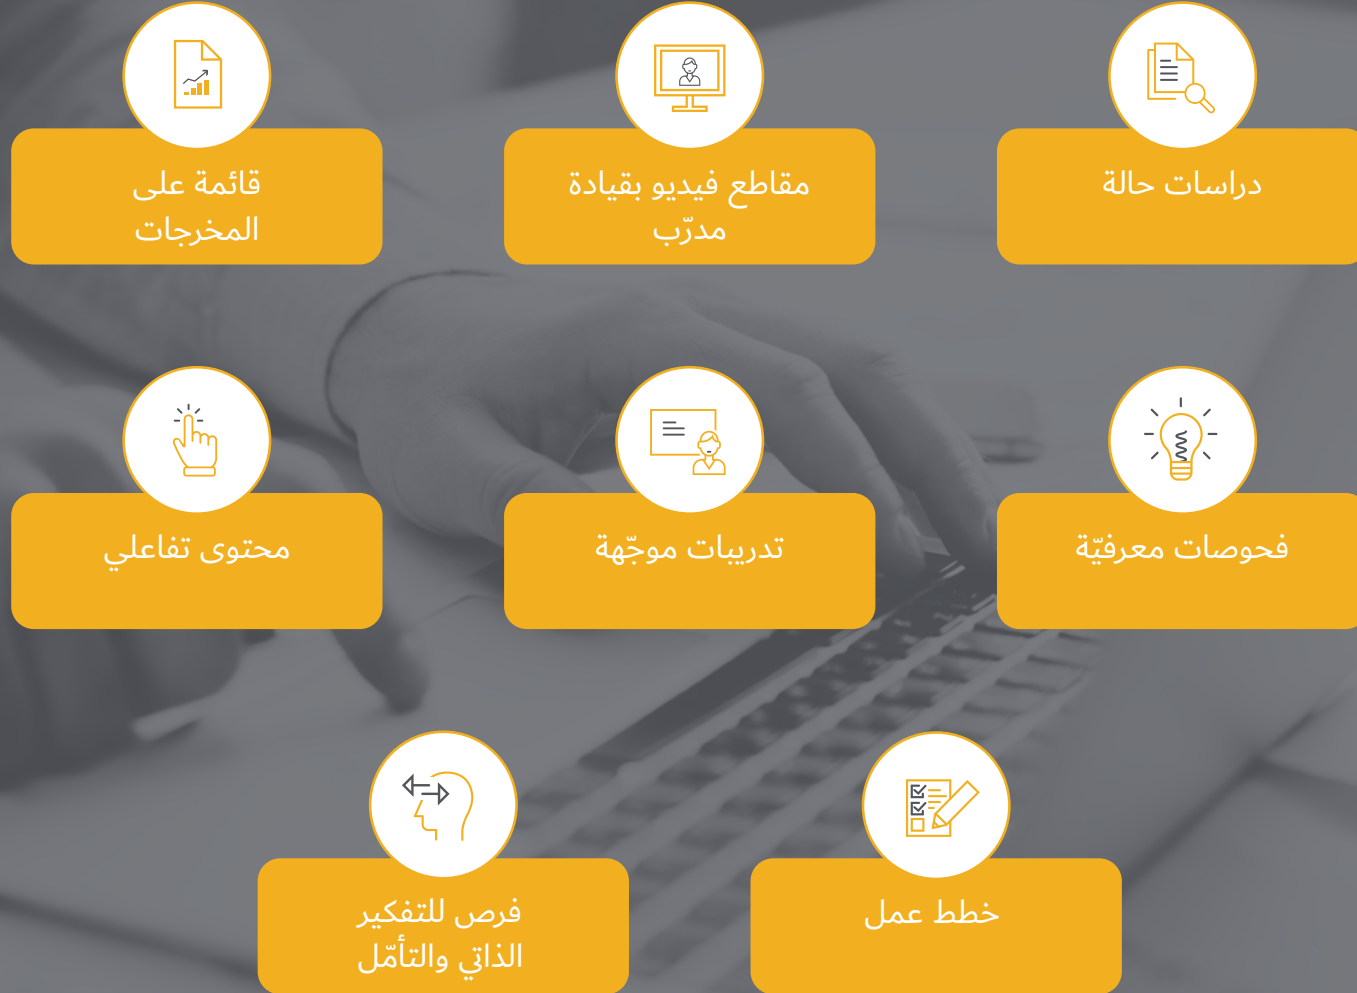 دراسات حالة
مقاطع فيديو بقيادة
مدرّب
قائمة على
المخرجات
فحوصات معرفيّة
تدريبات موجّهة
محتوى تفاعلي
خطط عمل
فرص للتفكير
الذاتي والتأمّل